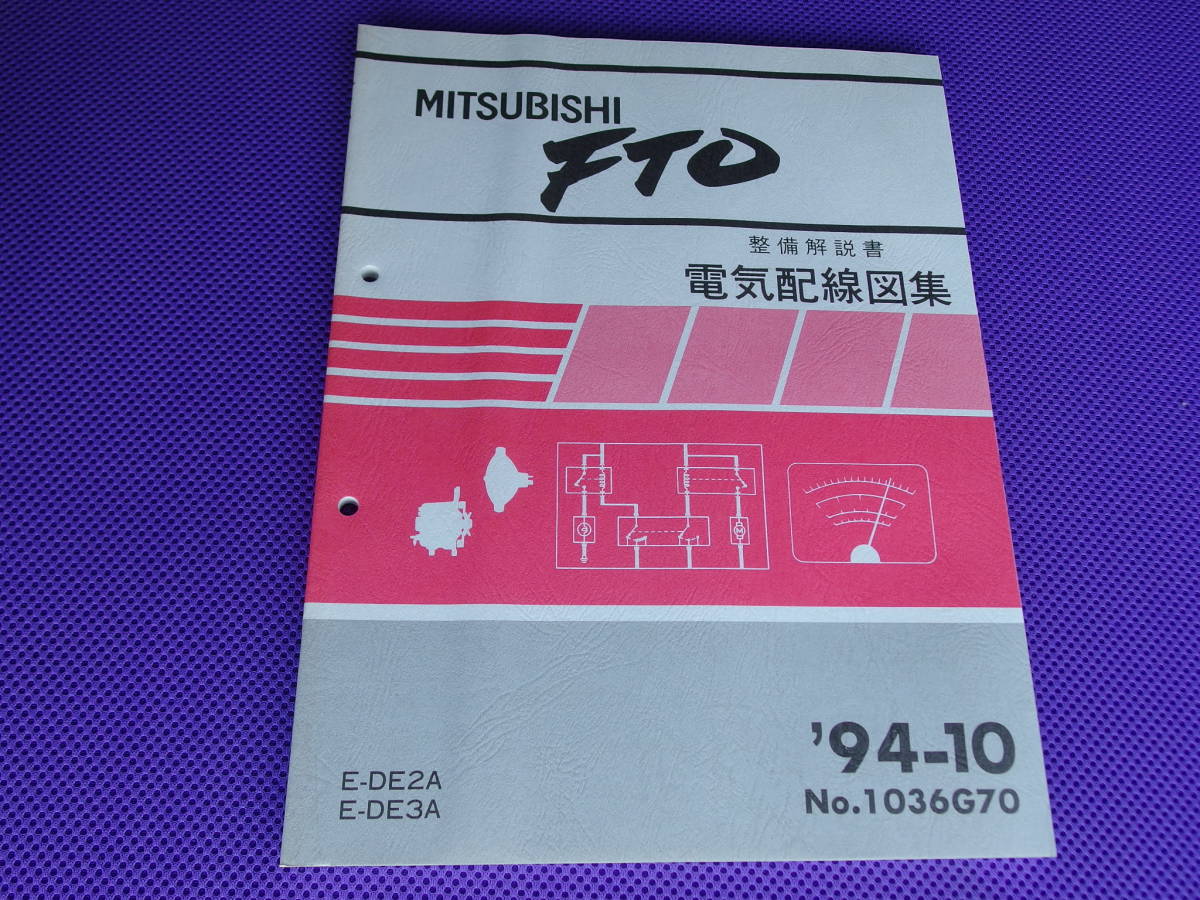 MITSUBISHI
FTO
整備解説書
電気配線図集
M
E-DE2A
E-DE3A
'94-10
No.1036G70